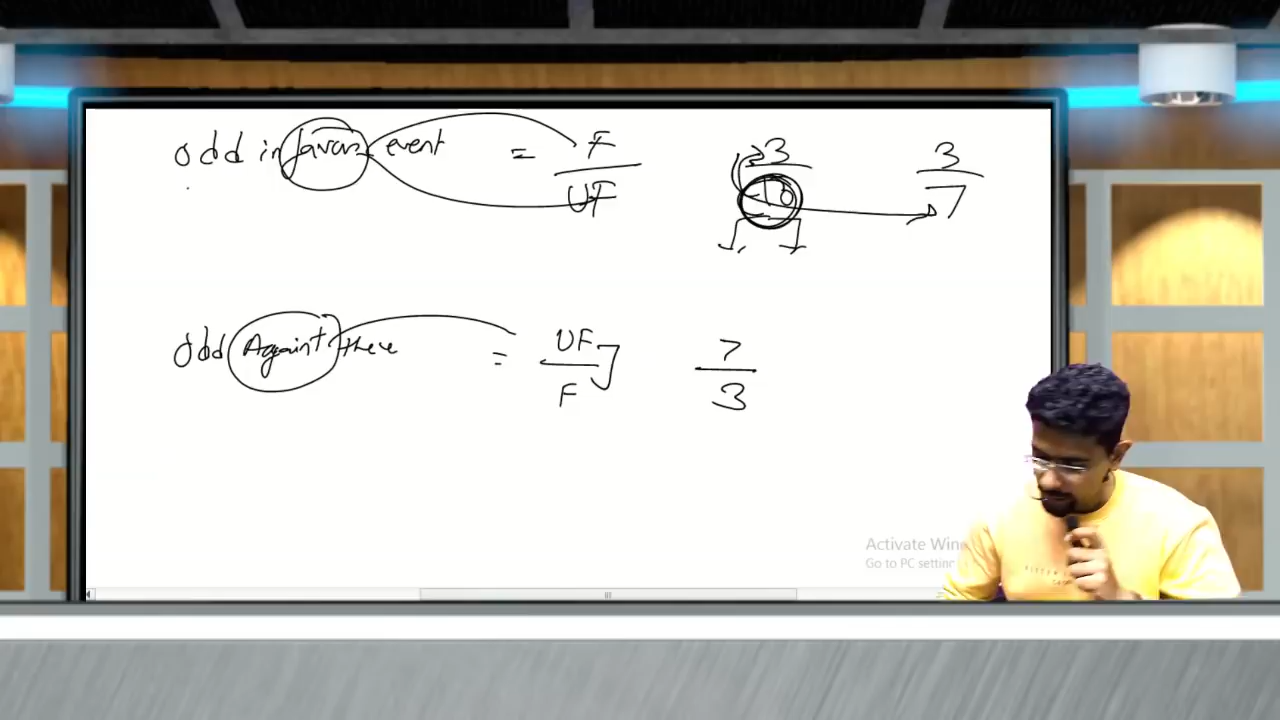 odd in favour event = F/UF 3/10 3/7
odd Against there = UF/F 7/3
Activate Win
Go to PC settin